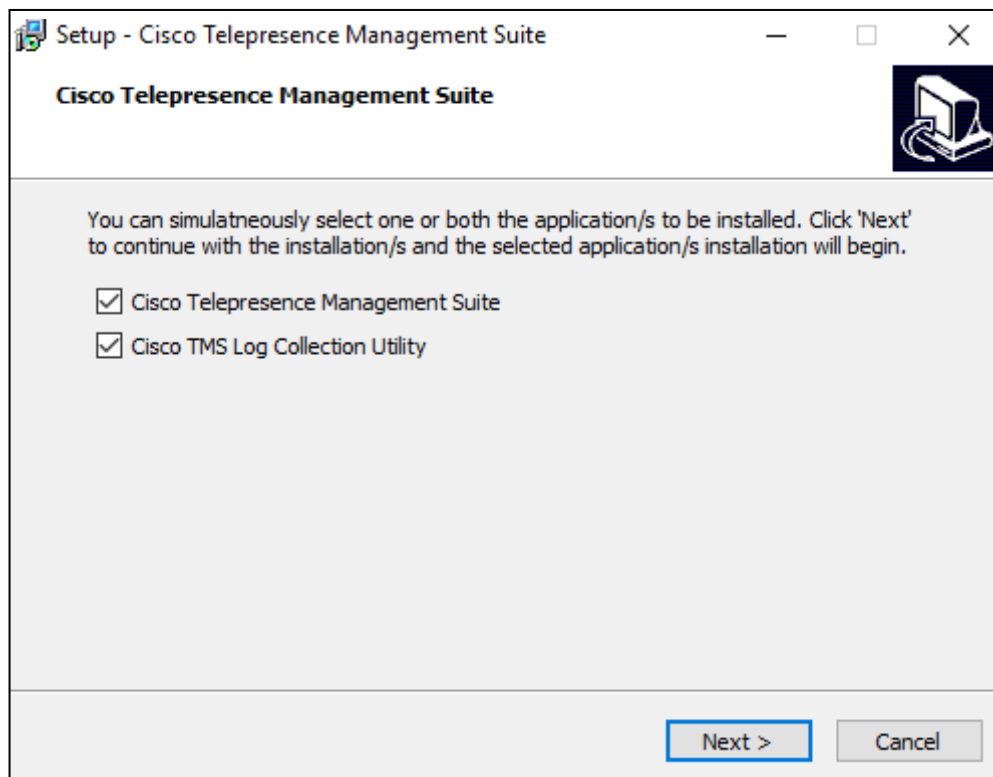 Setup - Cisco Telepresence Management Suite
Cisco Telepresence Management Suite
You can simulatneously select one or both the application/s to be installed. Click 'Next'
to continue with the installation/s and the selected application/s installation will begin.
Cisco Telepresence Management Suite
Cisco TMS Log Collection Utility
Next >
Cancel